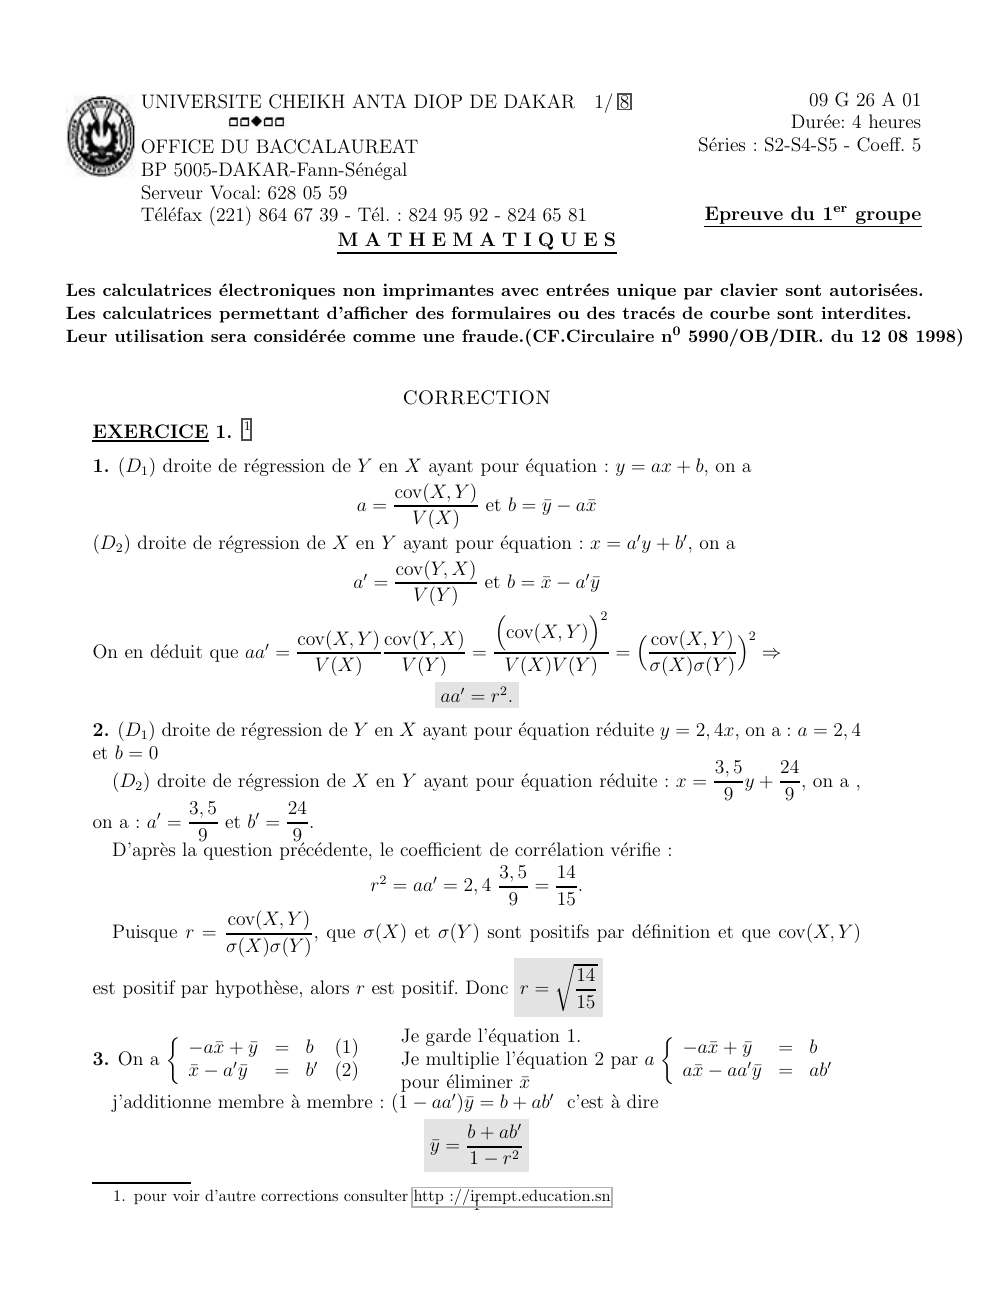 UNIVERSITE CHEIKH ANTA DIOP DE DAKAR 1/ 8
09 G 26 A 01
Durée: 4 heures
OFFICE DU BACCALAUREAT
Séries : S2-S4-S5 - Coeff. 5
BP 5005-DAKAR-Fann-Sénégal
Serveur Vocal: 628 05 59
Téléfax (221) 864 67 39 - Tél. : 824 95 92 - 824 65 81
Epreuve du 1er groupe
M A T H E M A T I Q U E S
Les calculatrices électroniques non imprimantes avec entrées unique par clavier sont autorisées.
Les calculatrices permettant d'afficher des formulaires ou des tracés de courbe sont interdites.
Leur utilisation sera considérée comme une fraude.(CF.Circulaire n⁰ 5990/OB/DIR. du 12 08 1998)
CORRECTION
EXERCICE 1. 1
1. (D₁) droite de régression de Y en X ayant pour équation : y = ax + b, on a
a = cov(X, Y)/V(X) et b = ȳ − ax̄
(D₂) droite de régression de X en Y ayant pour équation : x = a′y + b′, on a
a′ = cov(Y, X)/V(Y) et b = x̄ − a′ȳ
On en déduit que aa′ = cov(X, Y)/V(X) cov(Y, X)/V(Y) = (cov(X, Y))²/V(X)V(Y) = (cov(X, Y)/σ(X)σ(Y))² ⇒
aa′ = r².
2. (D₁) droite de régression de Y en X ayant pour équation réduite y = 2, 4x, on a : a = 2, 4
et b = 0
(D₂) droite de régression de X en Y ayant pour équation réduite : x = 3, 5/9 y + 24/9, on a ,
on a : a′ = 3, 5/9 et b′ = 24/9.
D'après la question précédente, le coefficient de corrélation vérifie :
r² = aa′ = 2, 4 3, 5/9 = 14/15.
Puisque r = cov(X, Y)/σ(X)σ(Y), que σ(X) et σ(Y) sont positifs par définition et que cov(X, Y)
est positif par hypothèse, alors r est positif. Donc r = √(14/15)
3. On a { −ax̄ + ȳ = b (1)
x̄ − a′ȳ = b′ (2)
Je garde l'équation 1.
Je multiplie l'équation 2 par a
pour éliminer x̄
{ −ax̄ + ȳ = b
ax̄ − aa′ȳ = ab′
j'additionne membre à membre : (1 − aa′)ȳ = b + ab′ c'est à dire
ȳ = b + ab′/1 − r²
1. pour voir d'autre corrections consulter http ://irempt.education.sn
1